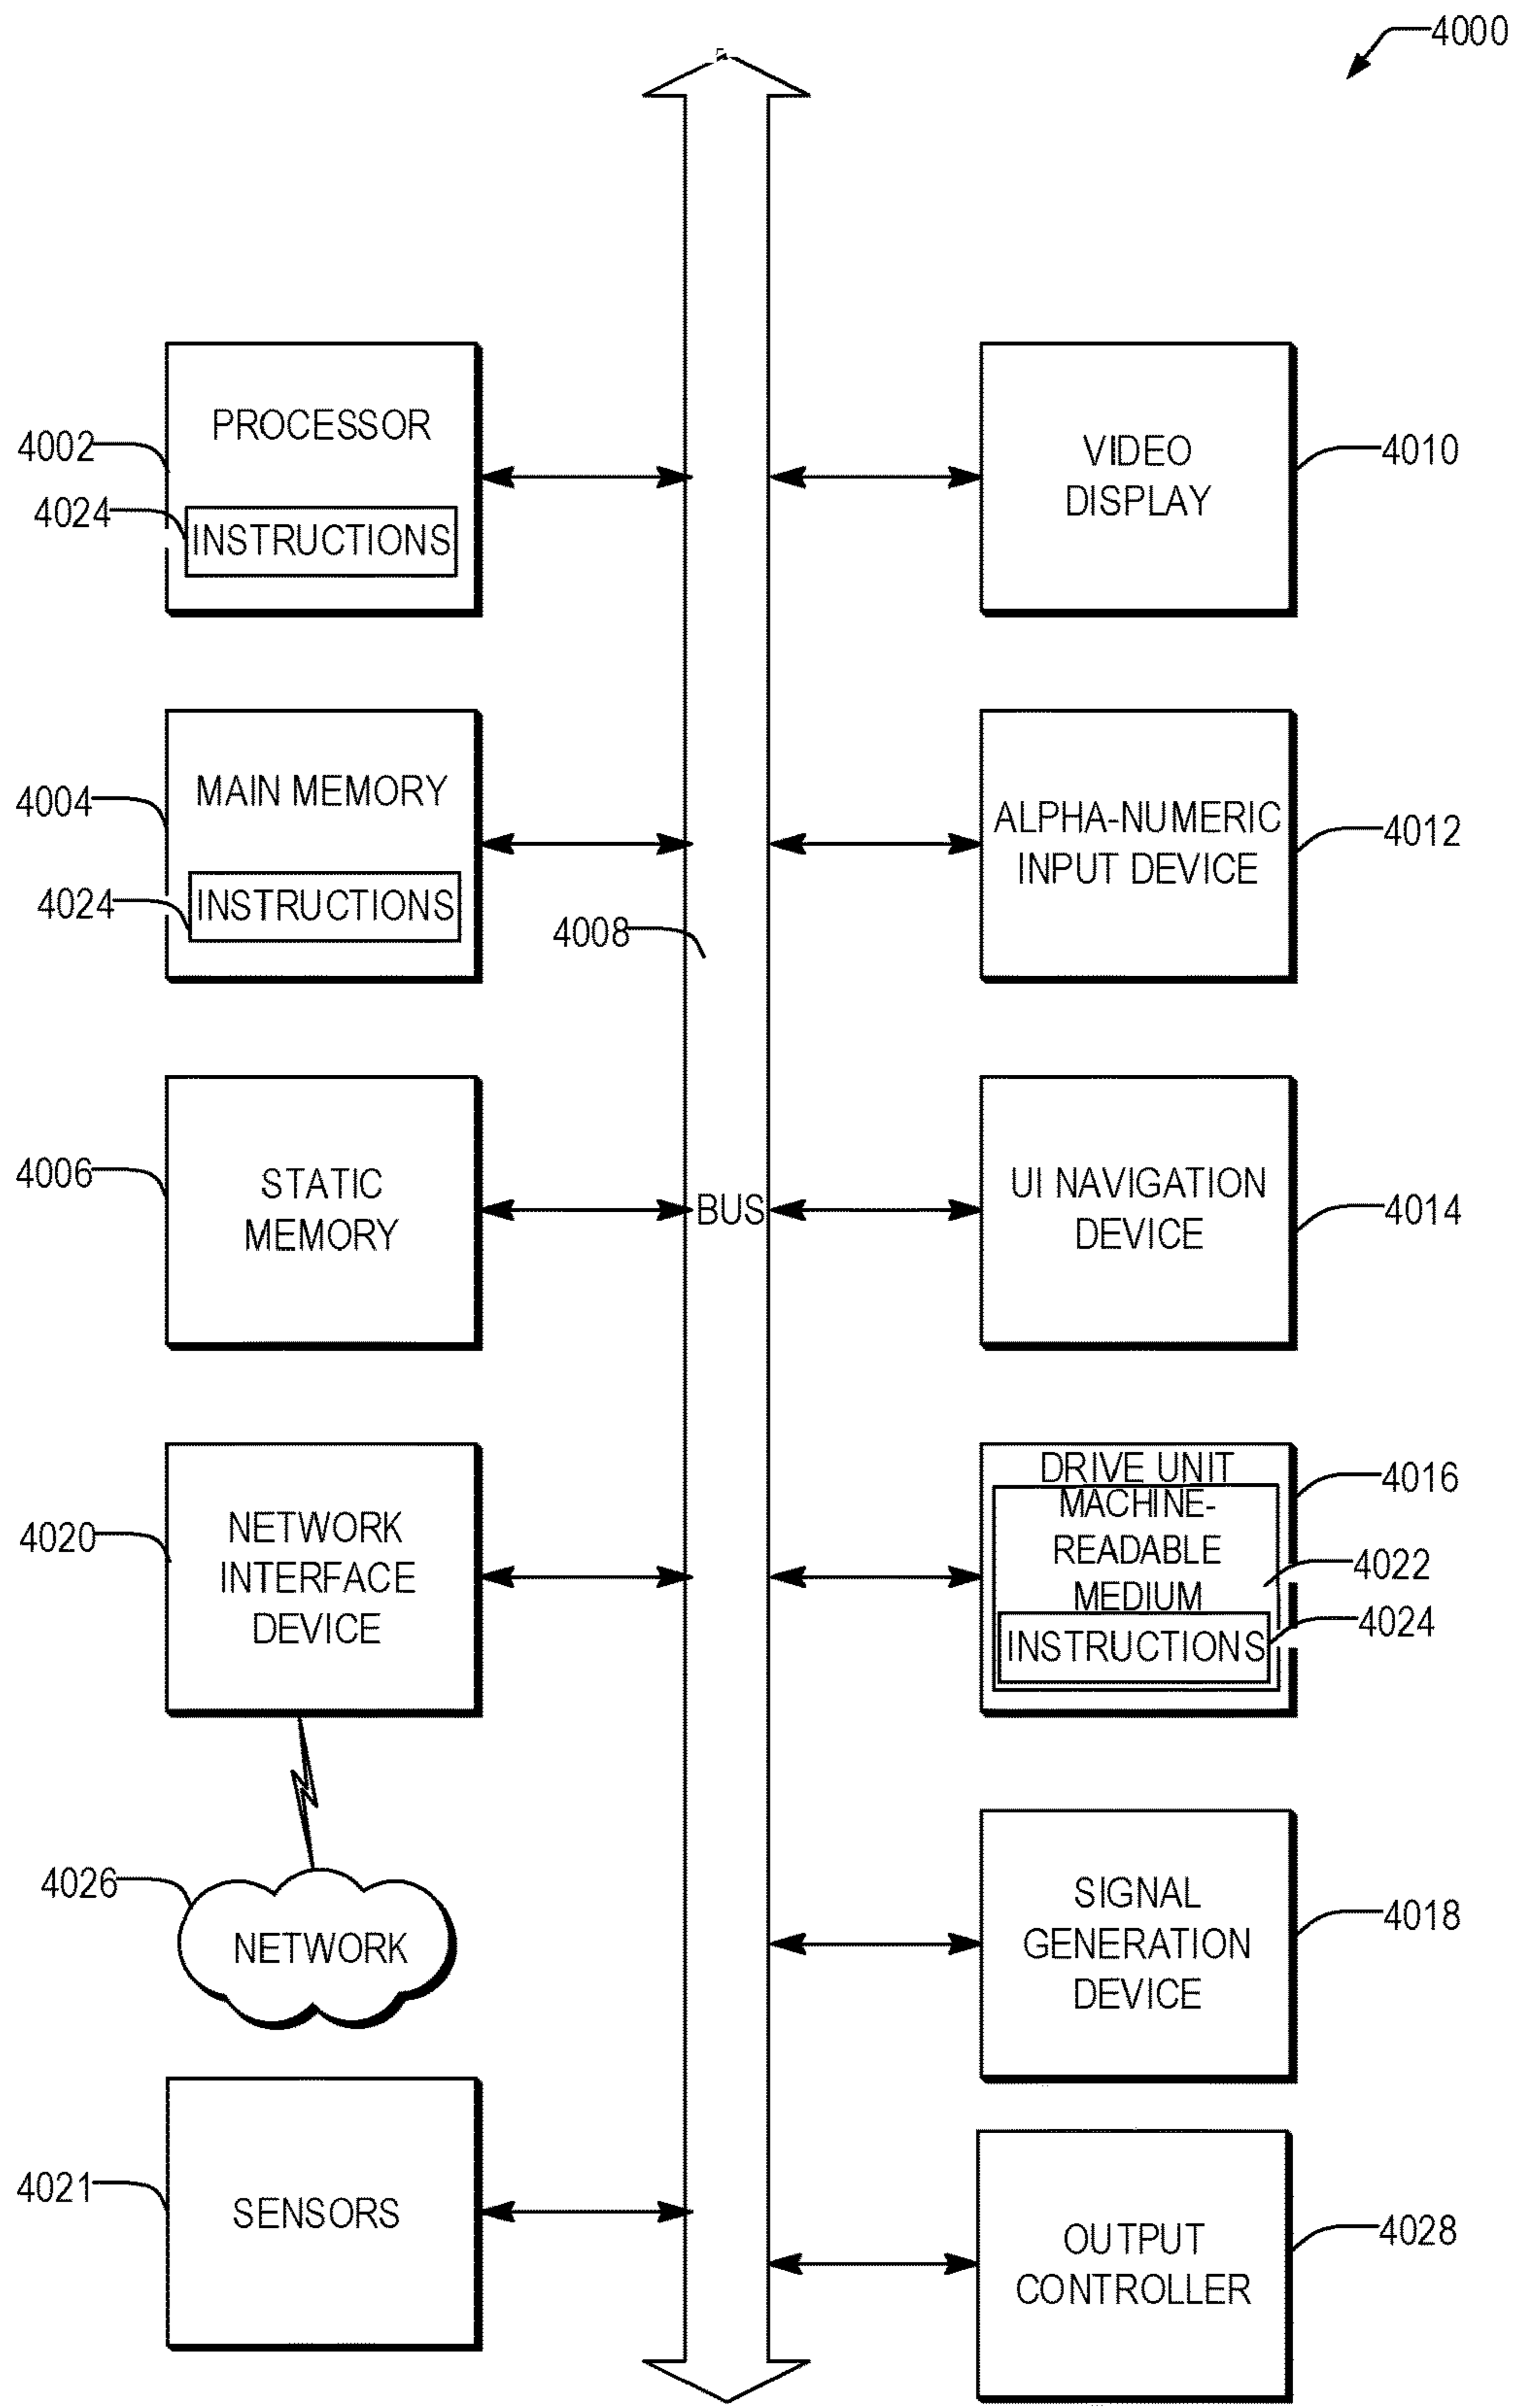 4000
PROCESSOR
4002
4024
INSTRUCTIONS
VIDEO
DISPLAY
4010
MAIN MEMORY
4004
4024
INSTRUCTIONS
4008
ALPHA-NUMERIC
INPUT DEVICE
4012
4006
STATIC
MEMORY
BUS
UI NAVIGATION
DEVICE
4014
4020
NETWORK
INTERFACE
DEVICE
DRIVE UNIT
4016
MACHINE-
READABLE
MEDIUM
4022
INSTRUCTIONS
4024
4026
NETWORK
SIGNAL
GENERATION
DEVICE
4018
4021
SENSORS
OUTPUT
CONTROLLER
4028